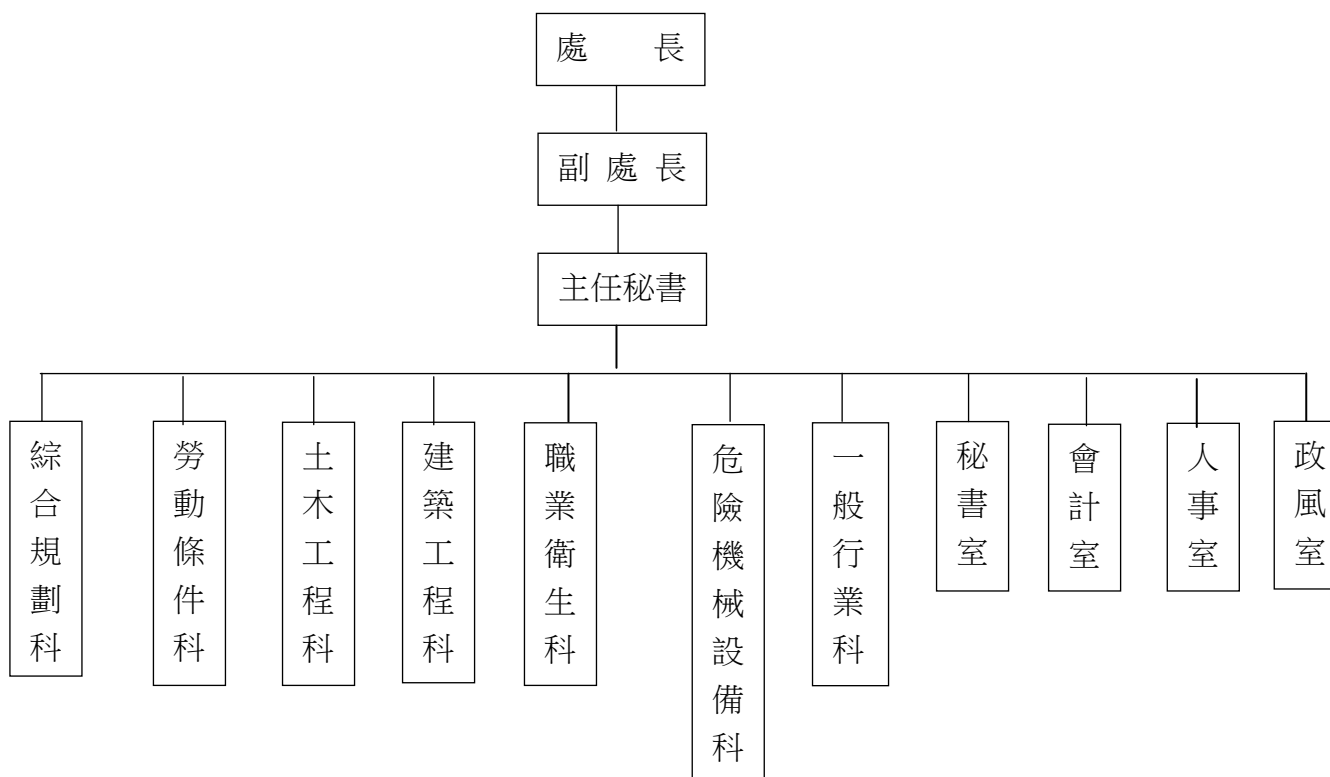 處 長
副處長
主任秘書
綜合規劃科
勞動條件科
土木工程科
建築工程科
職業衛生科
危險機械設備科
一般行業科
秘書室
會計室
人事室
政風室